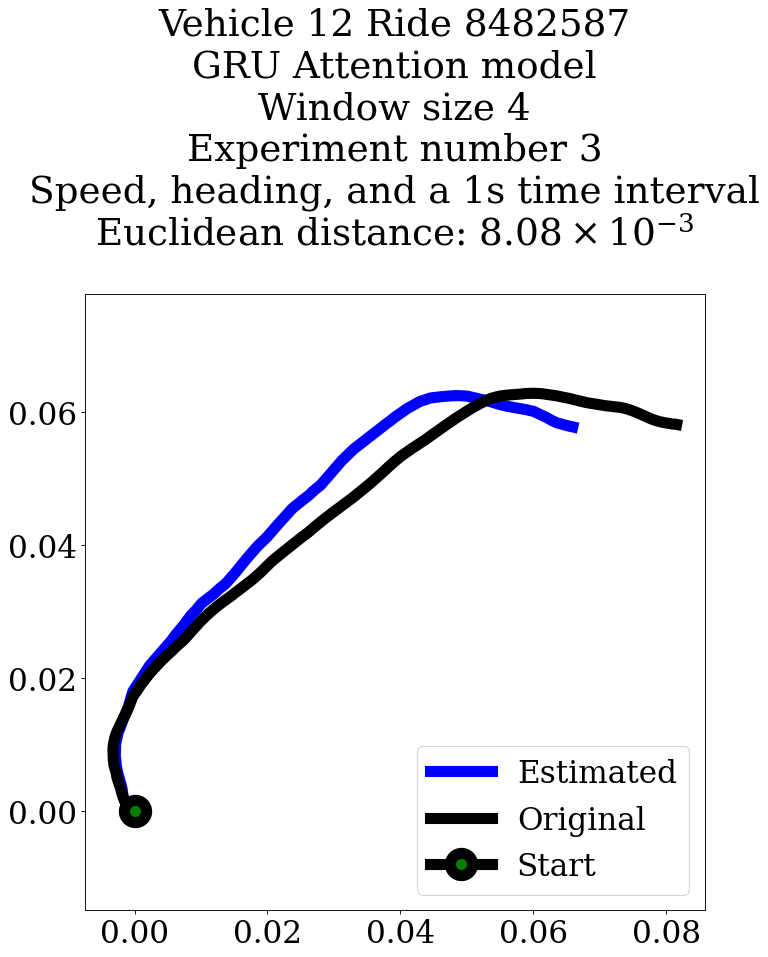 Vehicle 12 Ride 8482587
GRU Attention model
Window size 4
Experiment number 3
Speed, heading, and a 1s time interval
Euclidean distance: 8.08 × 10⁻³
0.06
0.04
0.02
0.00
Estimated
Original
Start
0.00 0.02 0.04 0.06 0.08